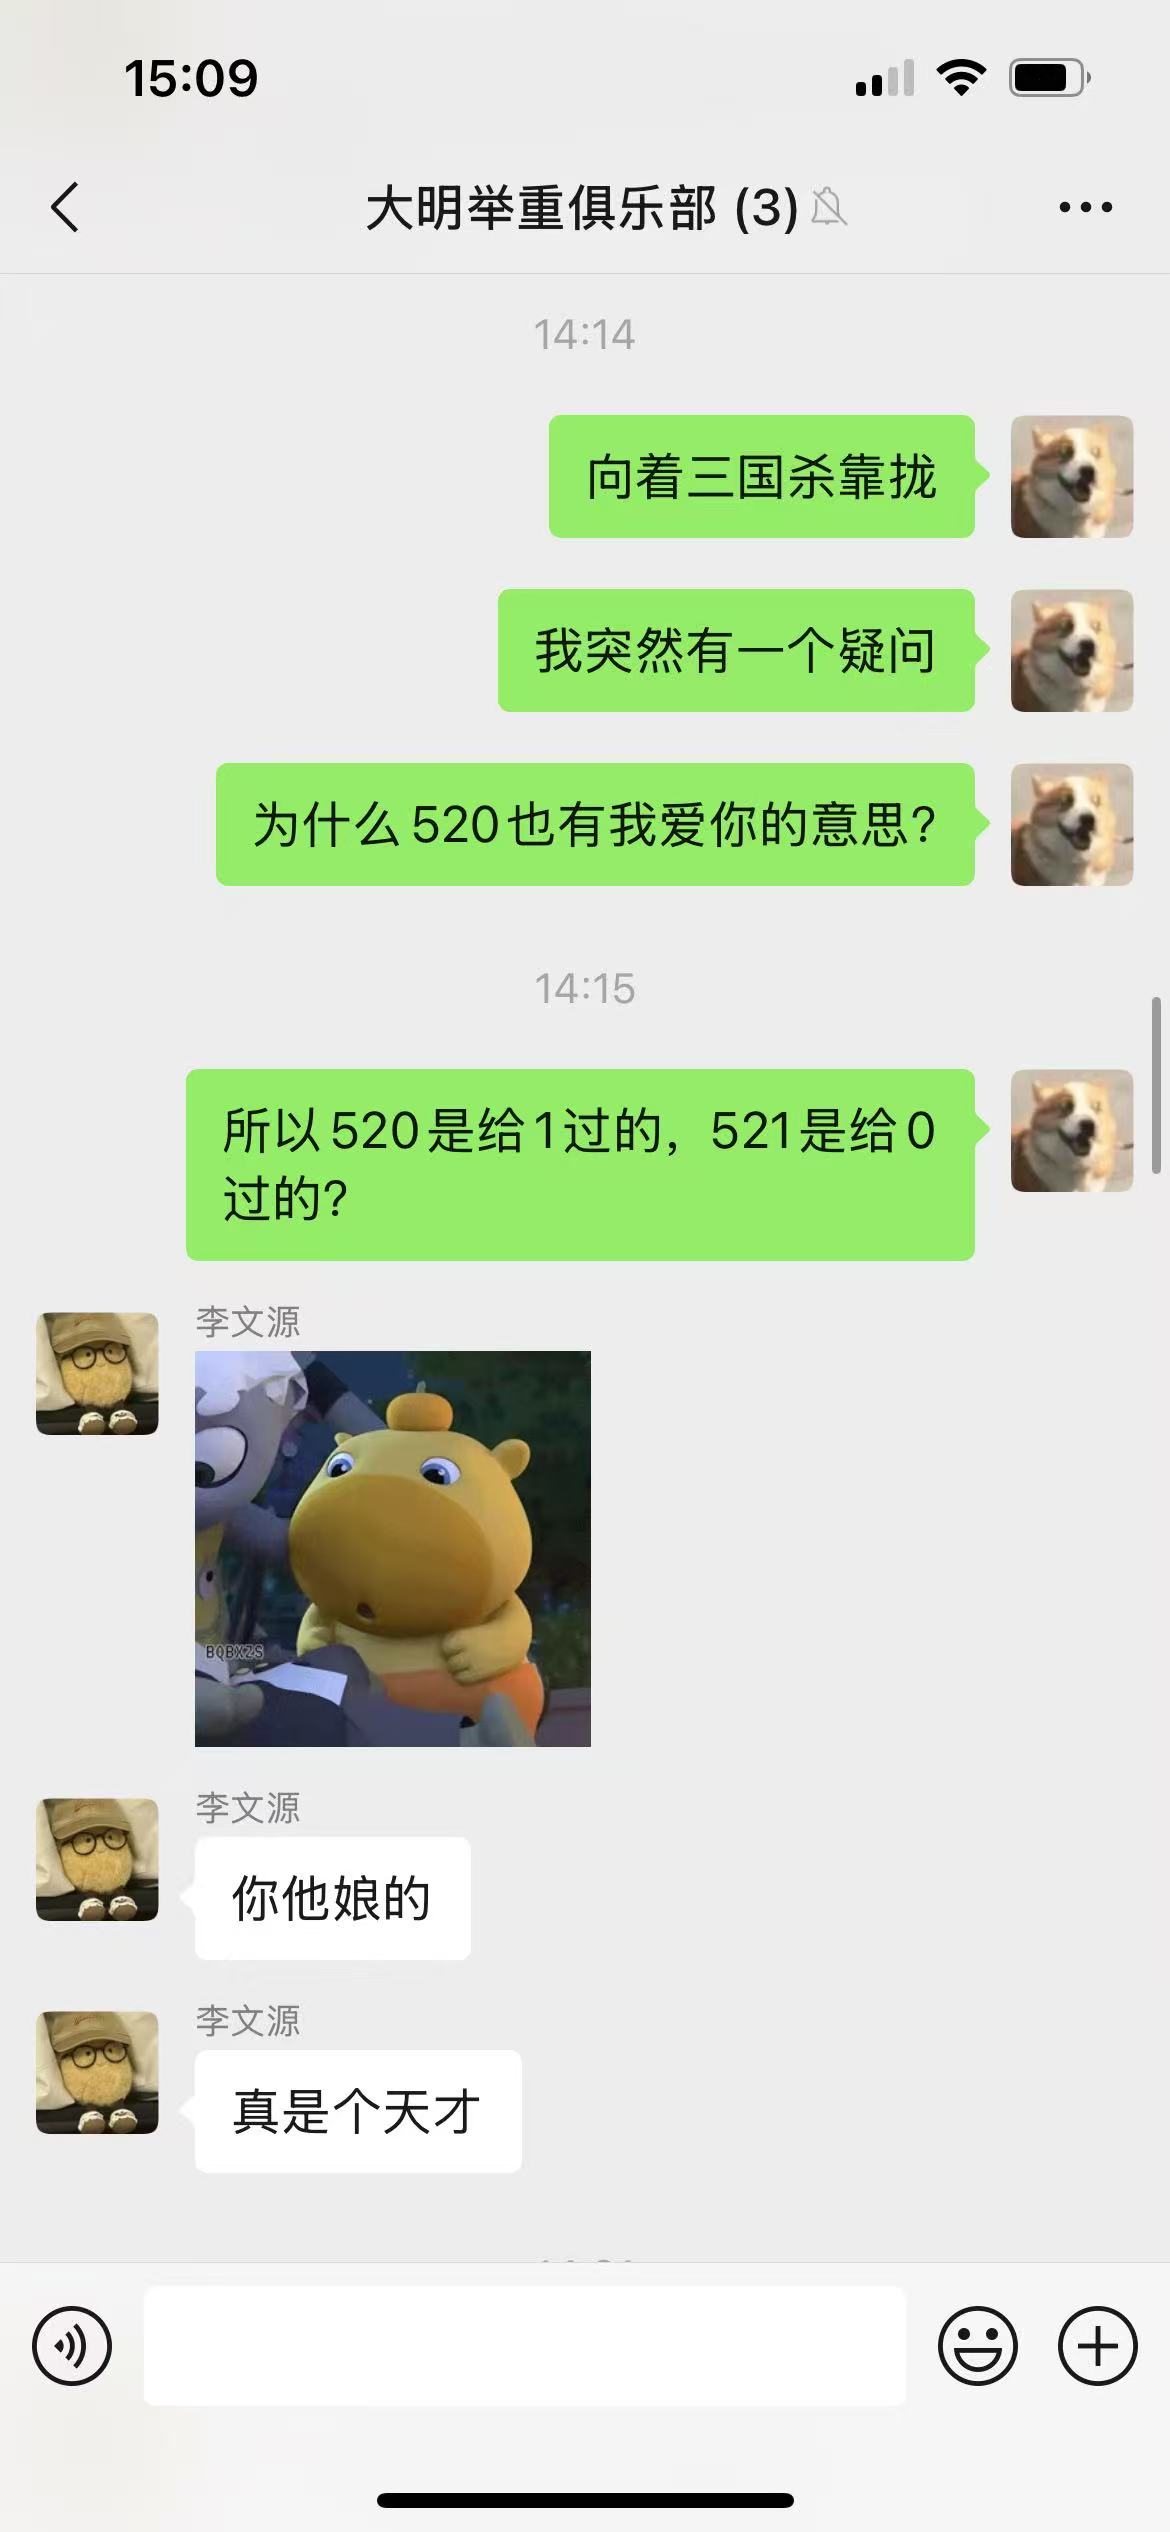 15:09
大明举重俱乐部 (3)
14:14
向着三国杀靠拢
我突然有一个疑问
为什么520也有我爱你的意思?
14:15
所以520是给1过的，521是给0
过的?
李文源
BQBXZS
李文源
你他娘的
李文源
真是个天才